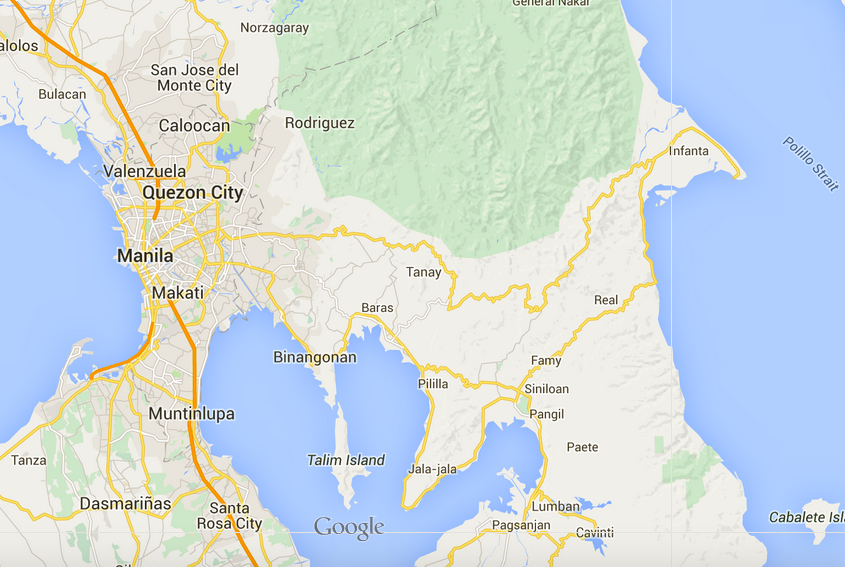 General Nakar
Norzagaray
alolos
San Jose del
Monte City
Bulacan
Caloocan
Rodriguez
Polillo Strait
Infanta
Valenzuela
Quezon City
Manila
Tanay
Makati
Real
Baras
Binangonan
Famy
Pililla
Siniloan
Muntinlupa
Pangil
Paete
Tanza
Talim Island
Jala-jala
Dasmariñas
Santa
Rosa City
Lumban
Cabalete Isl
Google
Pagsanjan
Cavinti